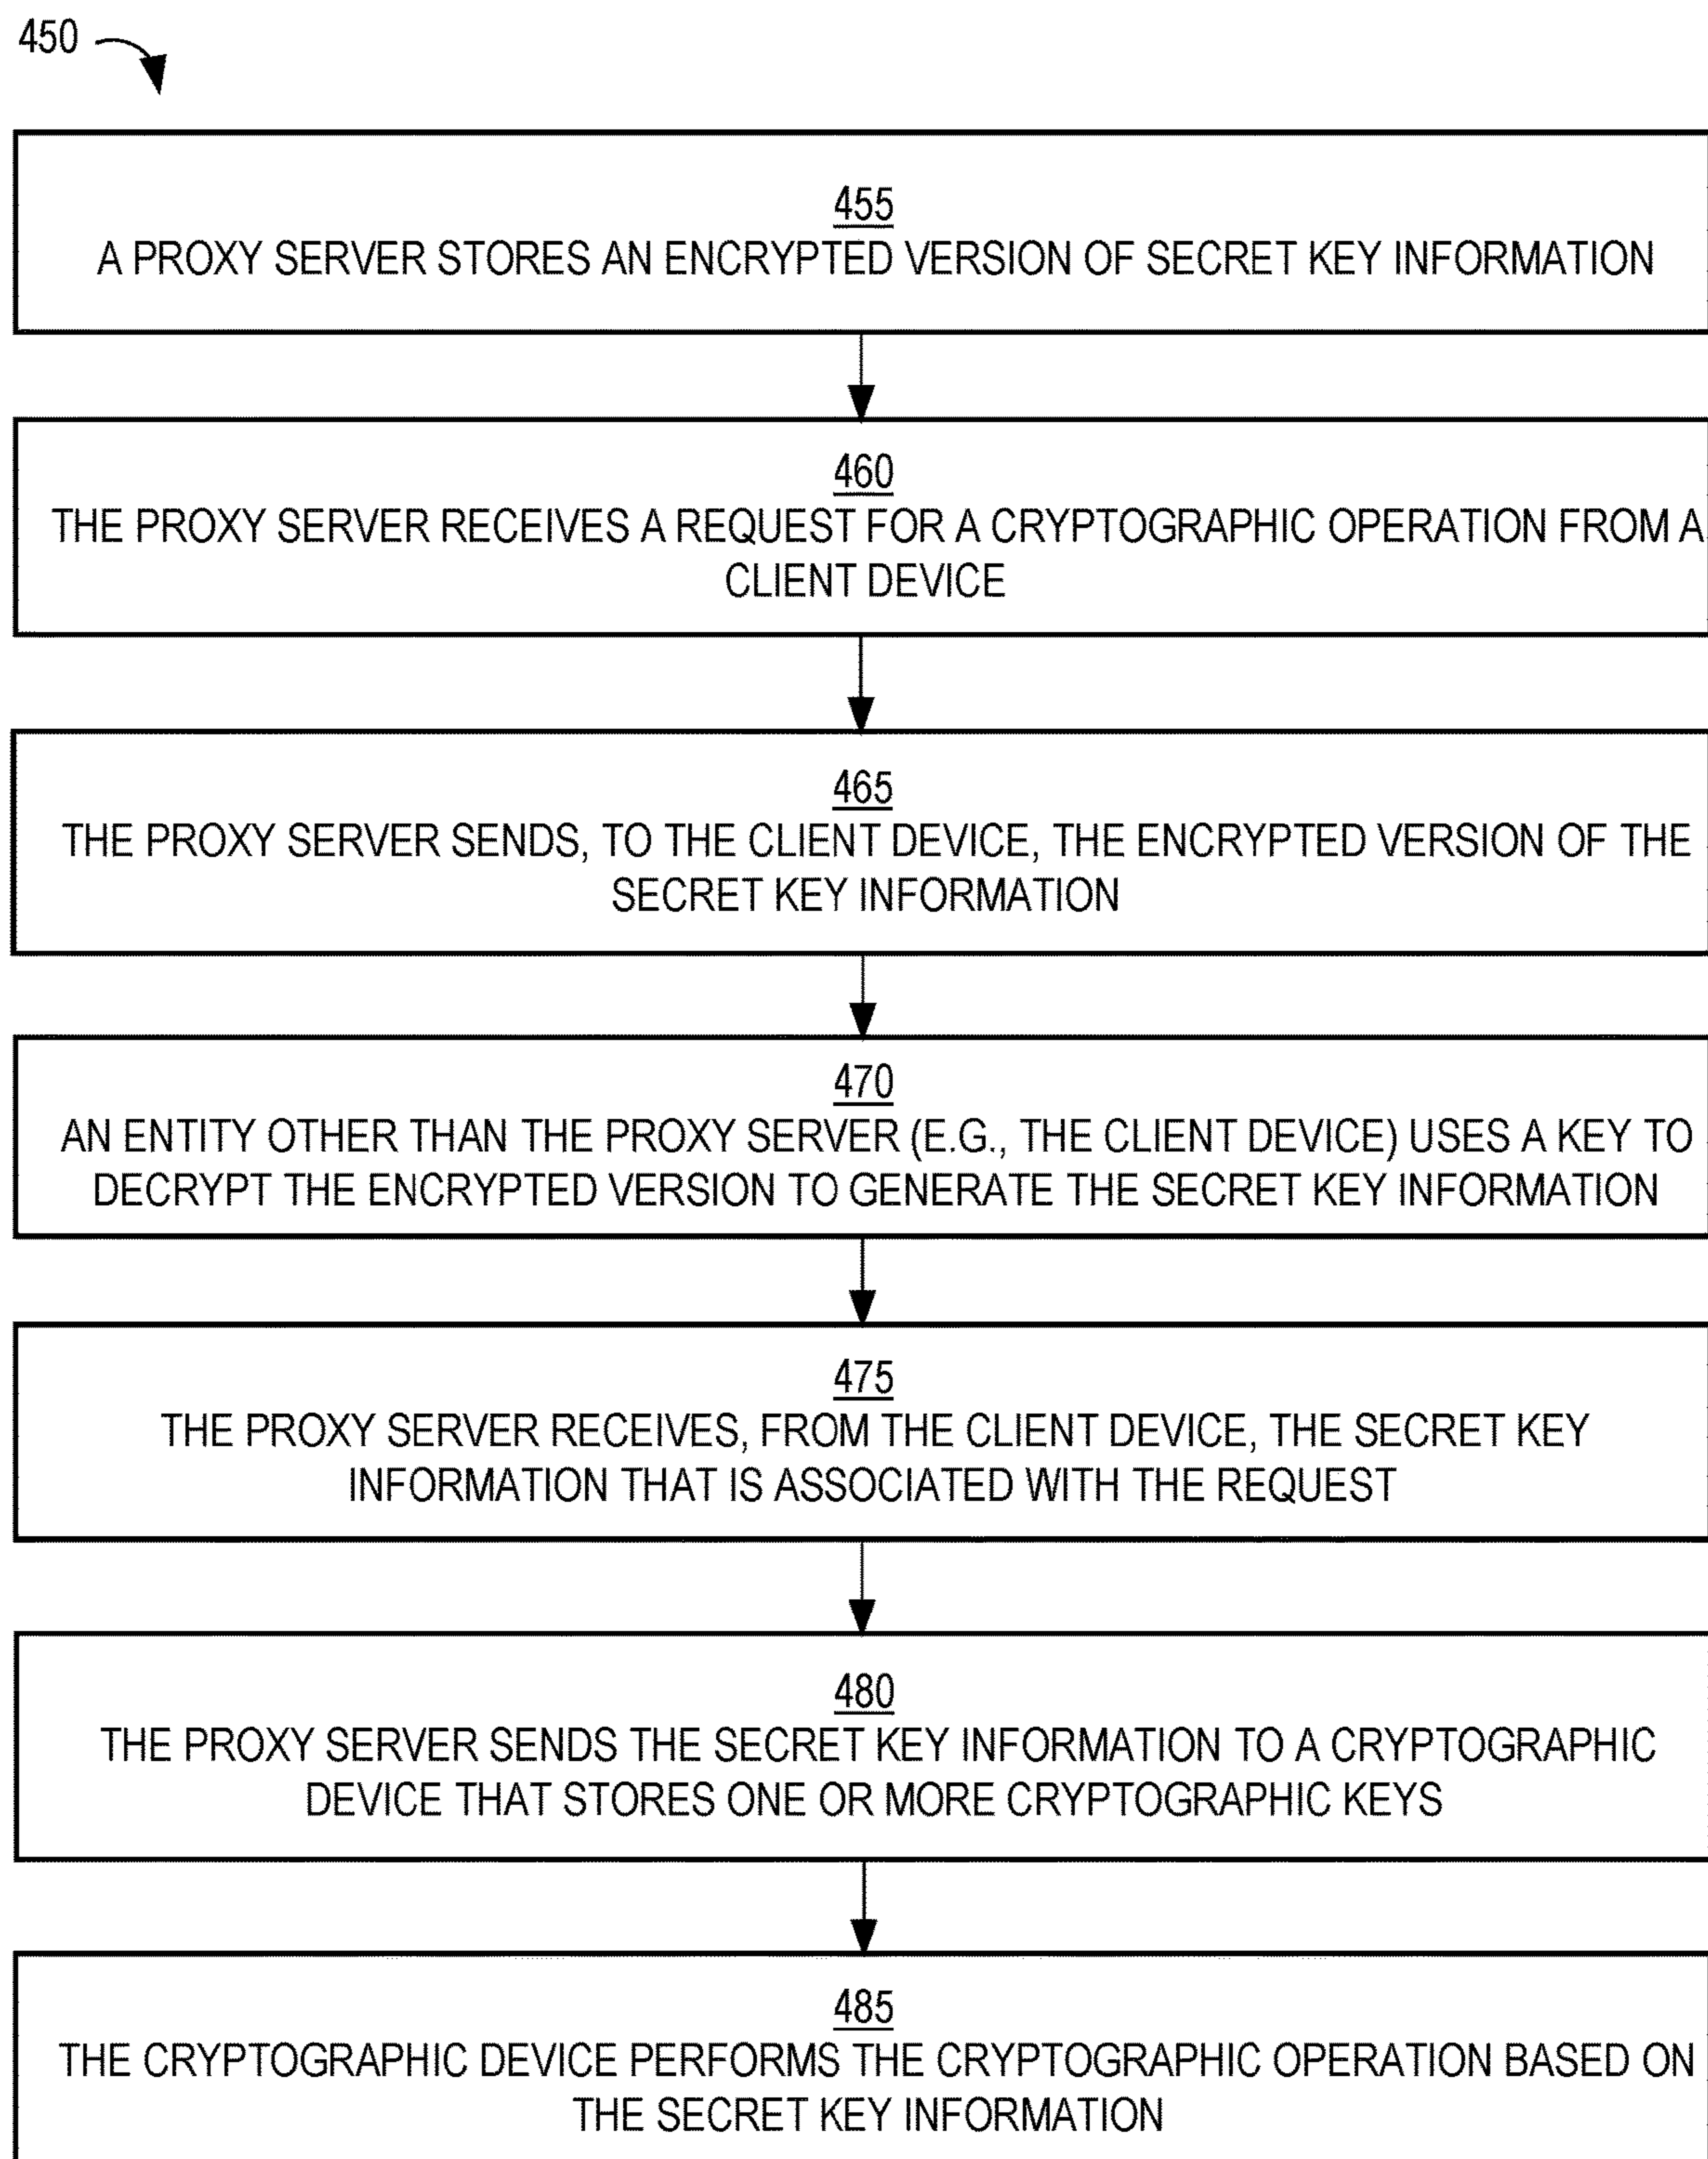 450
455
A PROXY SERVER STORES AN ENCRYPTED VERSION OF SECRET KEY INFORMATION
460
THE PROXY SERVER RECEIVES A REQUEST FOR A CRYPTOGRAPHIC OPERATION FROM A
CLIENT DEVICE
465
THE PROXY SERVER SENDS, TO THE CLIENT DEVICE, THE ENCRYPTED VERSION OF THE
SECRET KEY INFORMATION
470
AN ENTITY OTHER THAN THE PROXY SERVER (E.G., THE CLIENT DEVICE) USES A KEY TO
DECRYPT THE ENCRYPTED VERSION TO GENERATE THE SECRET KEY INFORMATION
475
THE PROXY SERVER RECEIVES, FROM THE CLIENT DEVICE, THE SECRET KEY
INFORMATION THAT IS ASSOCIATED WITH THE REQUEST
480
THE PROXY SERVER SENDS THE SECRET KEY INFORMATION TO A CRYPTOGRAPHIC
DEVICE THAT STORES ONE OR MORE CRYPTOGRAPHIC KEYS
485
THE CRYPTOGRAPHIC DEVICE PERFORMS THE CRYPTOGRAPHIC OPERATION BASED ON
THE SECRET KEY INFORMATION